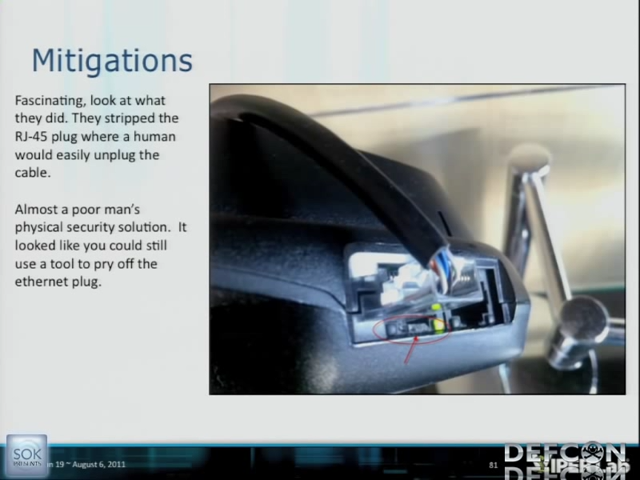 Mitigations
Fascinating, look at what
they did. They stripped the
RJ-45 plug where a human
would easily unplug the
cable.
Almost a poor man's
physical security solution. It
looked like you could still
use a tool to pry off the
ethernet plug.
SOK
n 19 ~ August 6, 2011
81
DEFCON